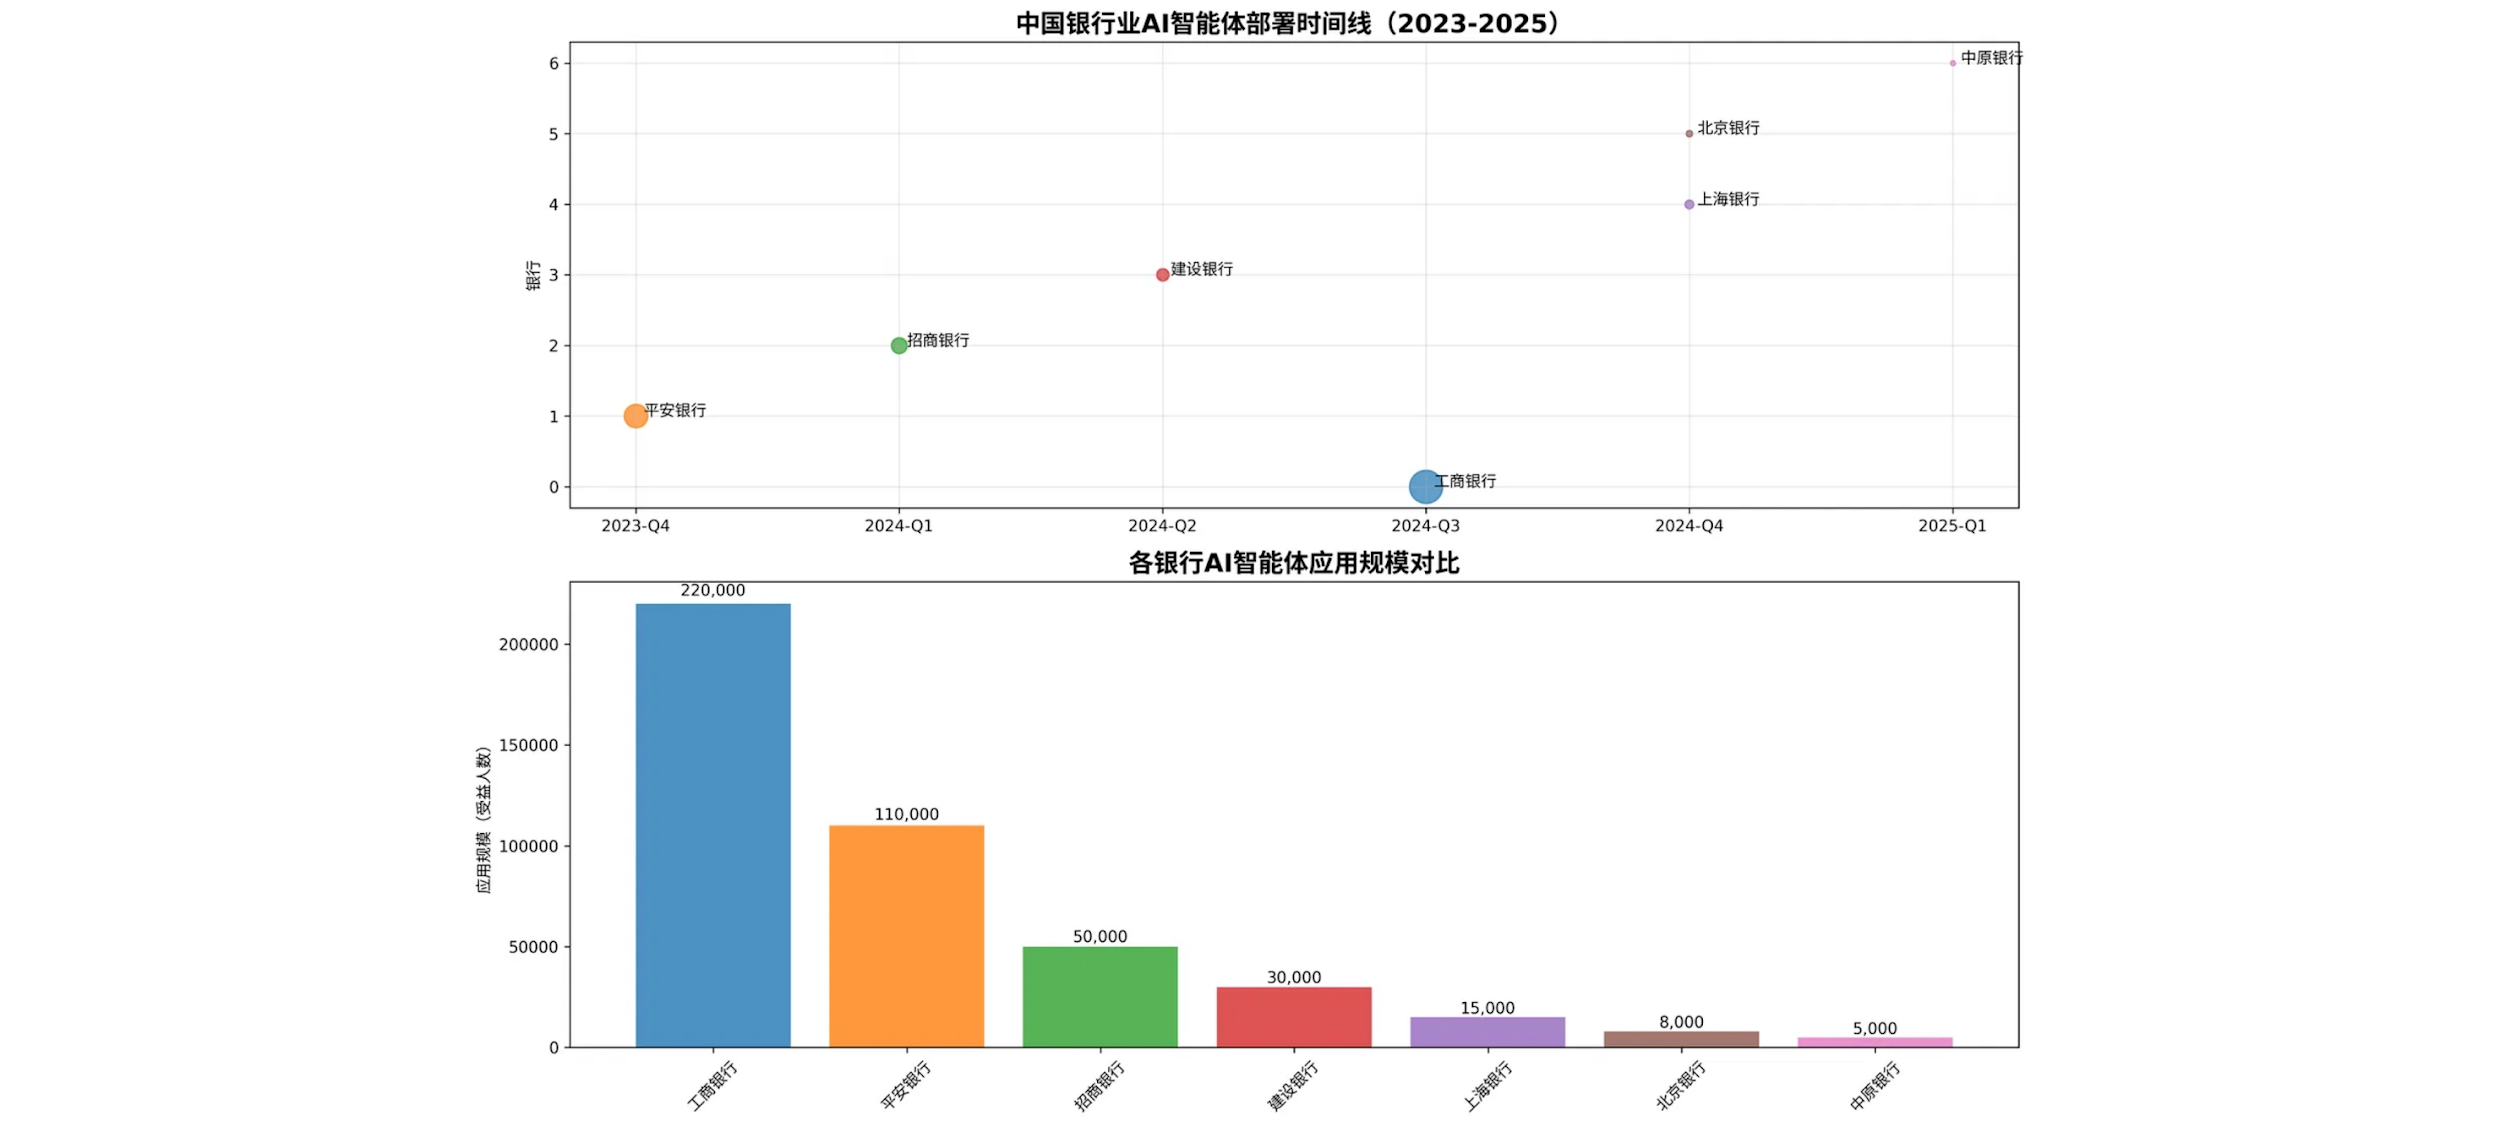 中国银行业AI智能体部署时间线（2023-2025）
6
5
4
3
2
1
0
银行
中原银行
北京银行
上海银行
建设银行
招商银行
平安银行
工商银行
2023-Q4
2024-Q1
2024-Q2
2024-Q3
2024-Q4
2025-Q1
各银行AI智能体应用规模对比
200000
150000
100000
50000
0
应用规模（受益人数）
220,000
110,000
50,000
30,000
15,000
8,000
5,000
工商银行
平安银行
招商银行
建设银行
上海银行
北京银行
中原银行